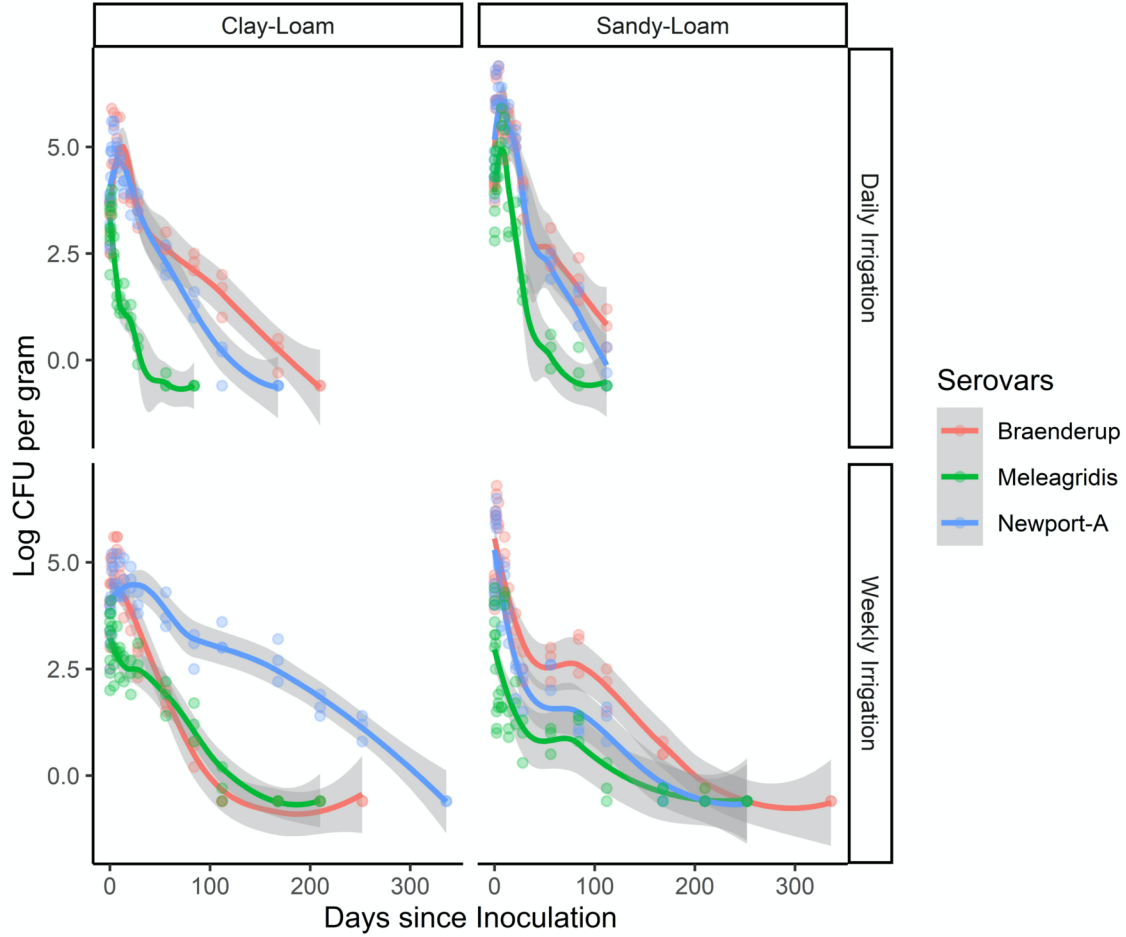 Clay-Loam
Sandy-Loam
Log CFU per gram
5.0
2.5
0.0
Daily Irrigation
5.0
2.5
0.0
Weekly Irrigation
0
100
200
300
0
100
200
300
Days since Inoculation
Serovars
Braenderup
Meleagridis
Newport-A